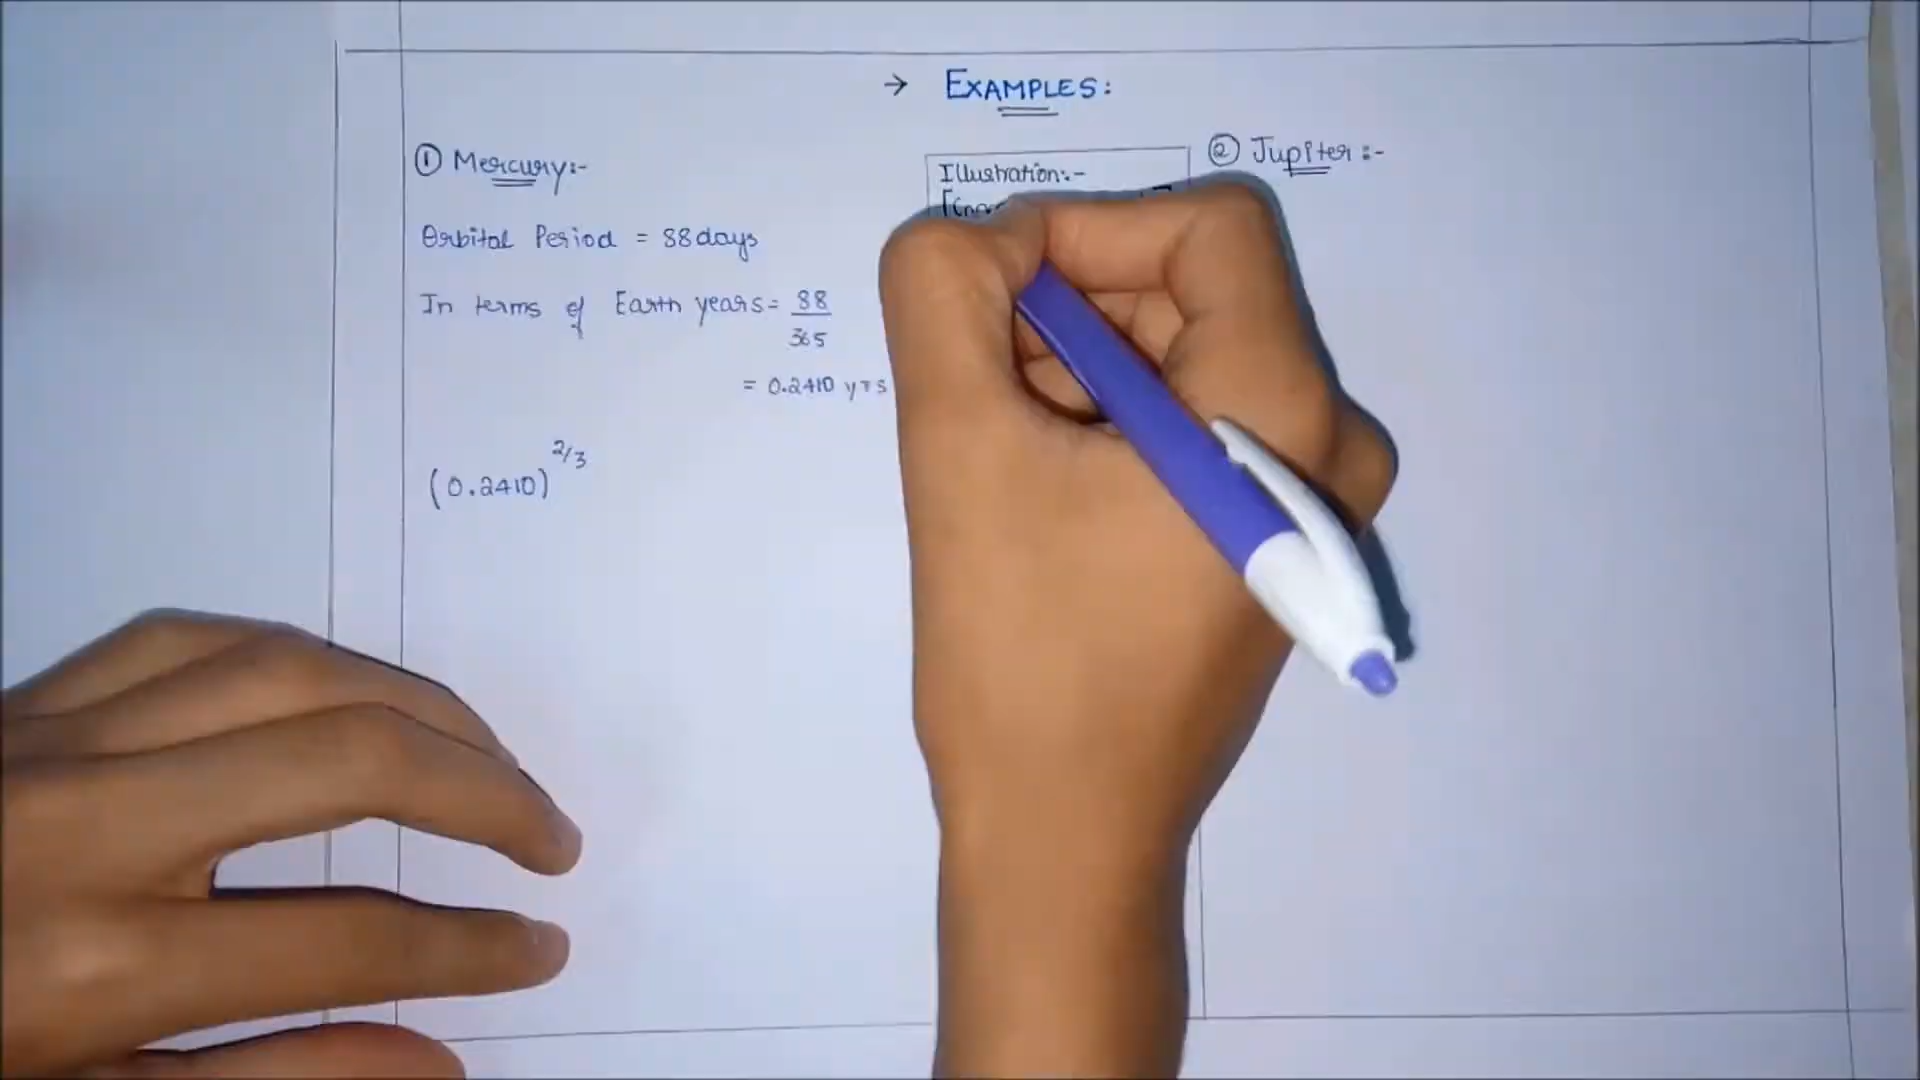 → EXAMPLES:
① Mercury:-
Orbital Period = 88 days
In terms of Earth years = 88
365
= 0.2410 yrs
(0.2410)^2/3
Illustration:-
② Jupiter:-